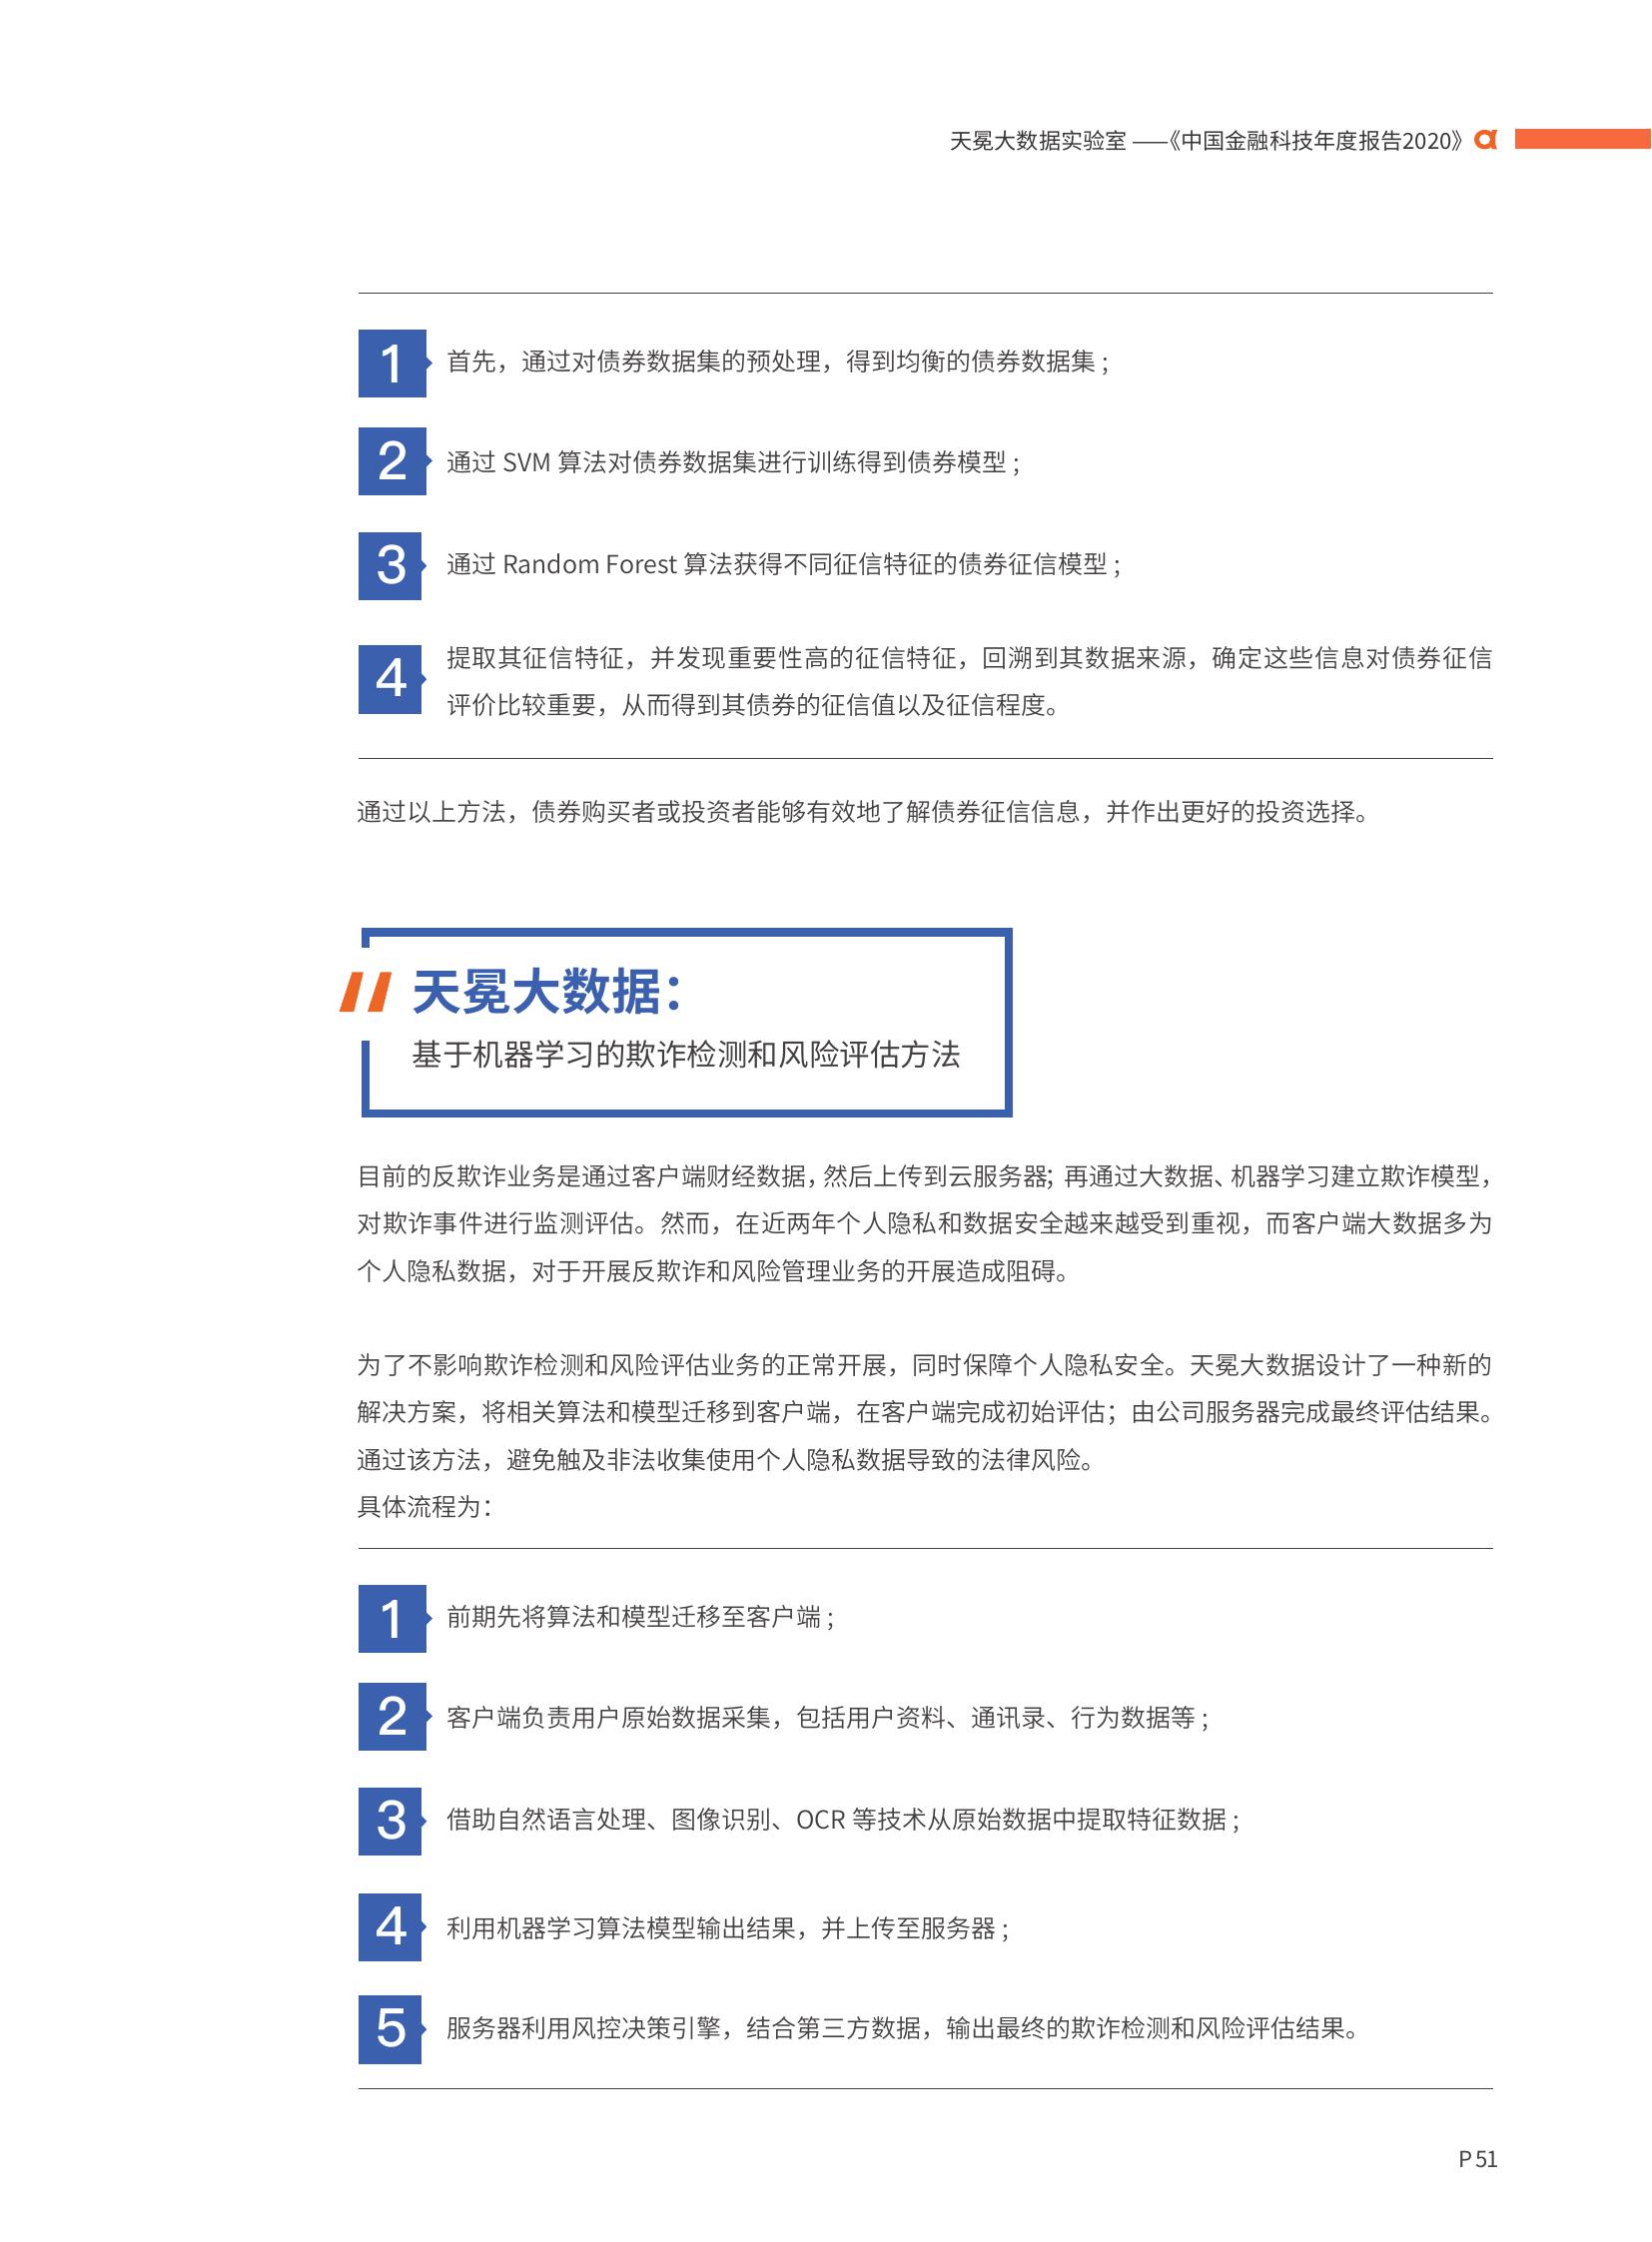 天冕大数据实验室 ——《中国金融科技年度报告2020》
1 首先，通过对债券数据集的预处理，得到均衡的债券数据集；
2 通过 SVM 算法对债券数据集进行训练得到债券模型；
3 通过 Random Forest 算法获得不同征信特征的债券征信模型；
4 提取其征信特征，并发现重要性高的征信特征，回溯到其数据来源，确定这些信息对债券征信
评价比较重要，从而得到其债券的征信值以及征信程度。
通过以上方法，债券购买者或投资者能够有效地了解债券征信信息，并作出更好的投资选择。
天冕大数据：
基于机器学习的欺诈检测和风险评估方法
目前的反欺诈业务是通过客户端财经数据，然后上传到云服务器；再通过大数据、机器学习建立欺诈模型，
对欺诈事件进行监测评估。然而，在近两年个人隐私和数据安全越来越受到重视，而客户端大数据多为
个人隐私数据，对于开展反欺诈和风险管理业务的开展造成阻碍。
为了不影响欺诈检测和风险评估业务的正常开展，同时保障个人隐私安全。天冕大数据设计了一种新的
解决方案，将相关算法和模型迁移到客户端，在客户端完成初始评估；由公司服务器完成最终评估结果。
通过该方法，避免触及非法收集使用个人隐私数据导致的法律风险。
具体流程为：
1 前期先将算法和模型迁移至客户端；
2 客户端负责用户原始数据采集，包括用户资料、通讯录、行为数据等；
3 借助自然语言处理、图像识别、OCR 等技术从原始数据中提取特征数据；
4 利用机器学习算法模型输出结果，并上传至服务器；
5 服务器利用风控决策引擎，结合第三方数据，输出最终的欺诈检测和风险评估结果。
P 51